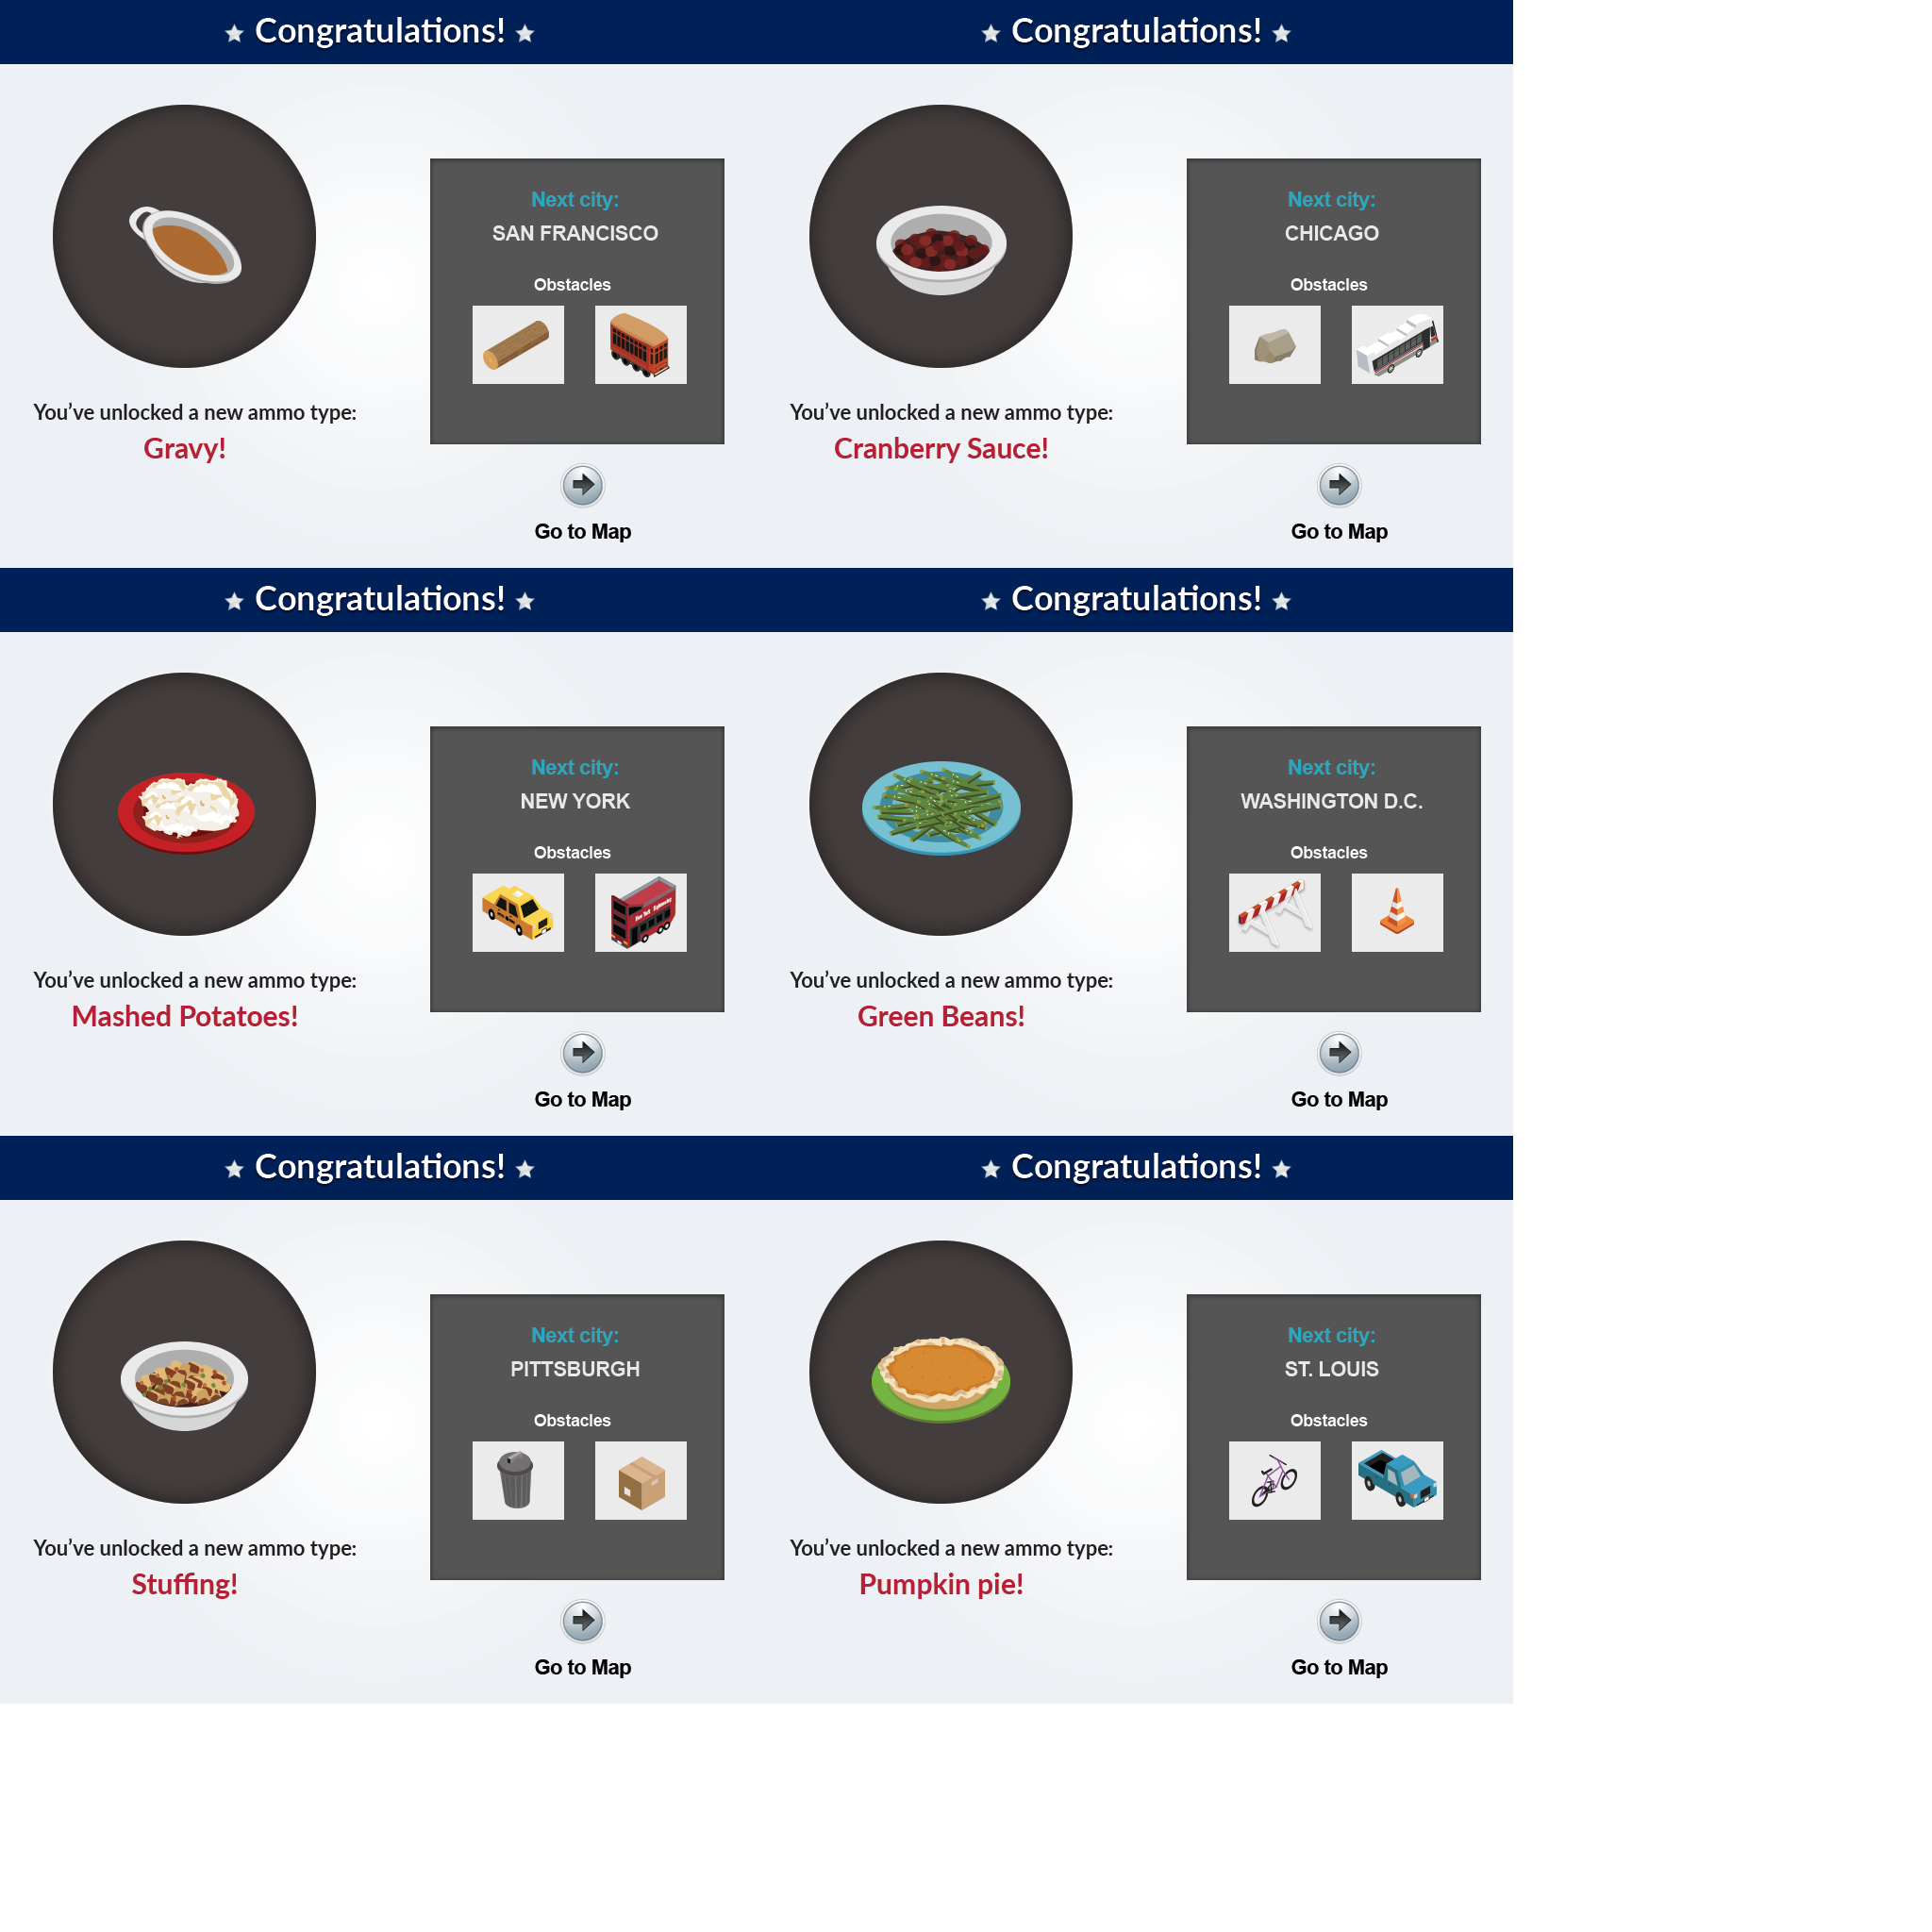 Congratulations!
You've unlocked a new ammo type:
Gravy!
Next city:
SAN FRANCISCO
Obstacles
Go to Map
Congratulations!
You've unlocked a new ammo type:
Cranberry Sauce!
Next city:
CHICAGO
Obstacles
Go to Map
Congratulations!
You've unlocked a new ammo type:
Mashed Potatoes!
Next city:
NEW YORK
Obstacles
Go to Map
Congratulations!
You've unlocked a new ammo type:
Green Beans!
Next city:
WASHINGTON D.C.
Obstacles
Go to Map
Congratulations!
You've unlocked a new ammo type:
Stuffing!
Next city:
PITTSBURGH
Obstacles
Go to Map
Congratulations!
You've unlocked a new ammo type:
Pumpkin pie!
Next city:
ST. LOUIS
Obstacles
Go to Map